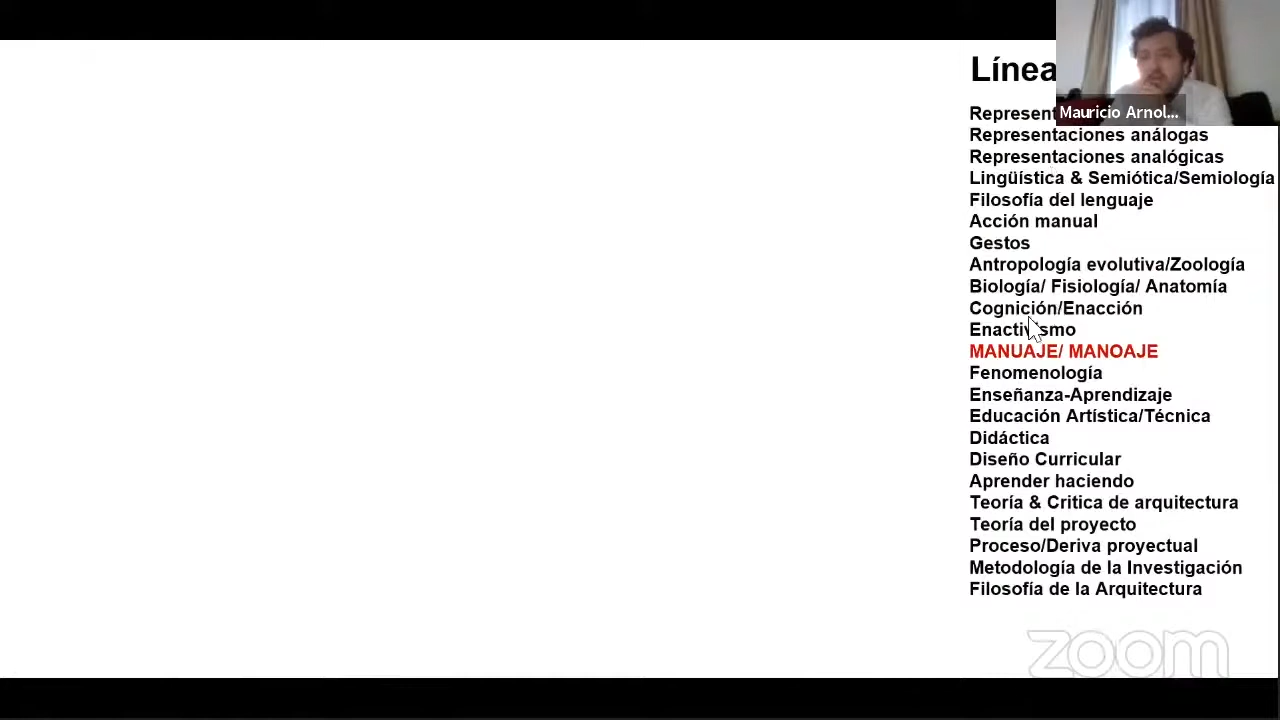 Línea
Mauricio Arnol...
Represent
Representaciones análogas
Representaciones analógicas
Lingüística & Semiótica/Semiología
Filosofía del lenguaje
Acción manual
Gestos
Antropología evolutiva/Zoología
Biología/ Fisiología/ Anatomía
Cognición/Enacción
Enactivismo
MANUAJE/ MANOAJE
Fenomenología
Enseñanza-Aprendizaje
Educación Artística/Técnica
Didáctica
Diseño Curricular
Aprender haciendo
Teoría & Critica de arquitectura
Teoría del proyecto
Proceso/Deriva proyectual
Metodología de la Investigación
Filosofía de la Arquitectura
zoom